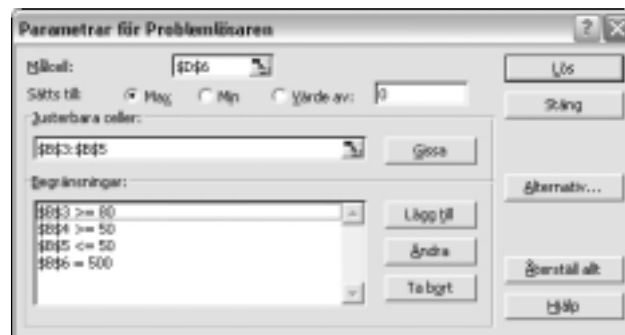 Parametrar för Problemlösaren
Målcell: $D$6
Lös
Sätts till: Max Min Värde av: 0
Stäng
Justerbara celler:
$B$3:$B$5
Gissa
Begränsningar:
Alternativ...
$B$3 >= 80
Lägg till
$B$4 >= 50
$B$5 <= 50
Ändra
$B$6 = 500
Återställ allt
Ta bort
Hjälp